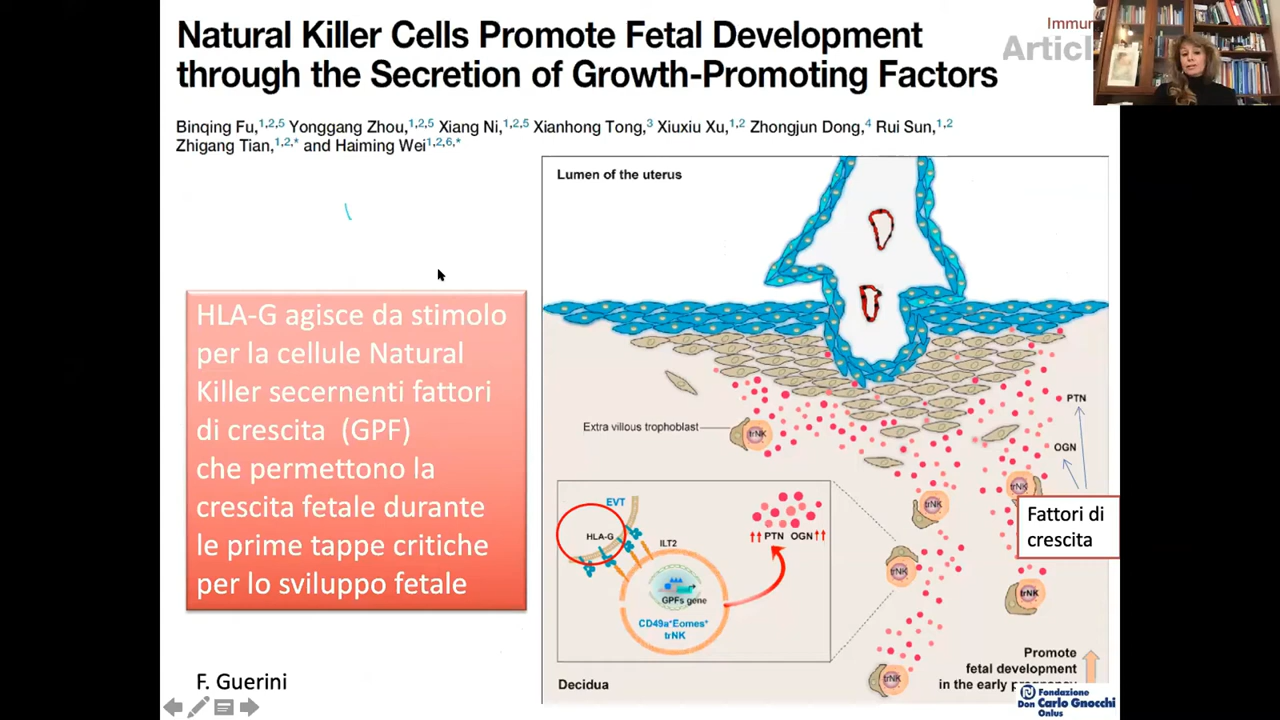 Natural Killer Cells Promote Fetal Development
through the Secretion of Growth-Promoting Factors
Immun
Articl
Binqing Fu,1,2,5 Yonggang Zhou,1,2,5 Xiang Ni,1,2,5 Xianhong Tong,3 Xiuxiu Xu,1,2 Zhongjun Dong,4 Rui Sun,1,2
Zhigang Tian,1,2,* and Haiming Wei1,2,6,*
HLA-G agisce da stimolo
per la cellule Natural
Killer secernenti fattori
di crescita (GPF)
che permettono la
crescita fetale durante
le prime tappe critiche
per lo sviluppo fetale
F. Guerini
Lumen of the uterus
Extra villous trophoblast
trNK
PTN
OGN
trNK
trNK
Fattori di
crescita
trNK
trNK
trNK
EVT
HLA-G
ILT2
PTN OGN
GPFs gene
CD49a+Eomes+
trNK
Decidua
Promote
fetal development
in the early
Fondazione
Don Carlo Gnocchi
Onlus